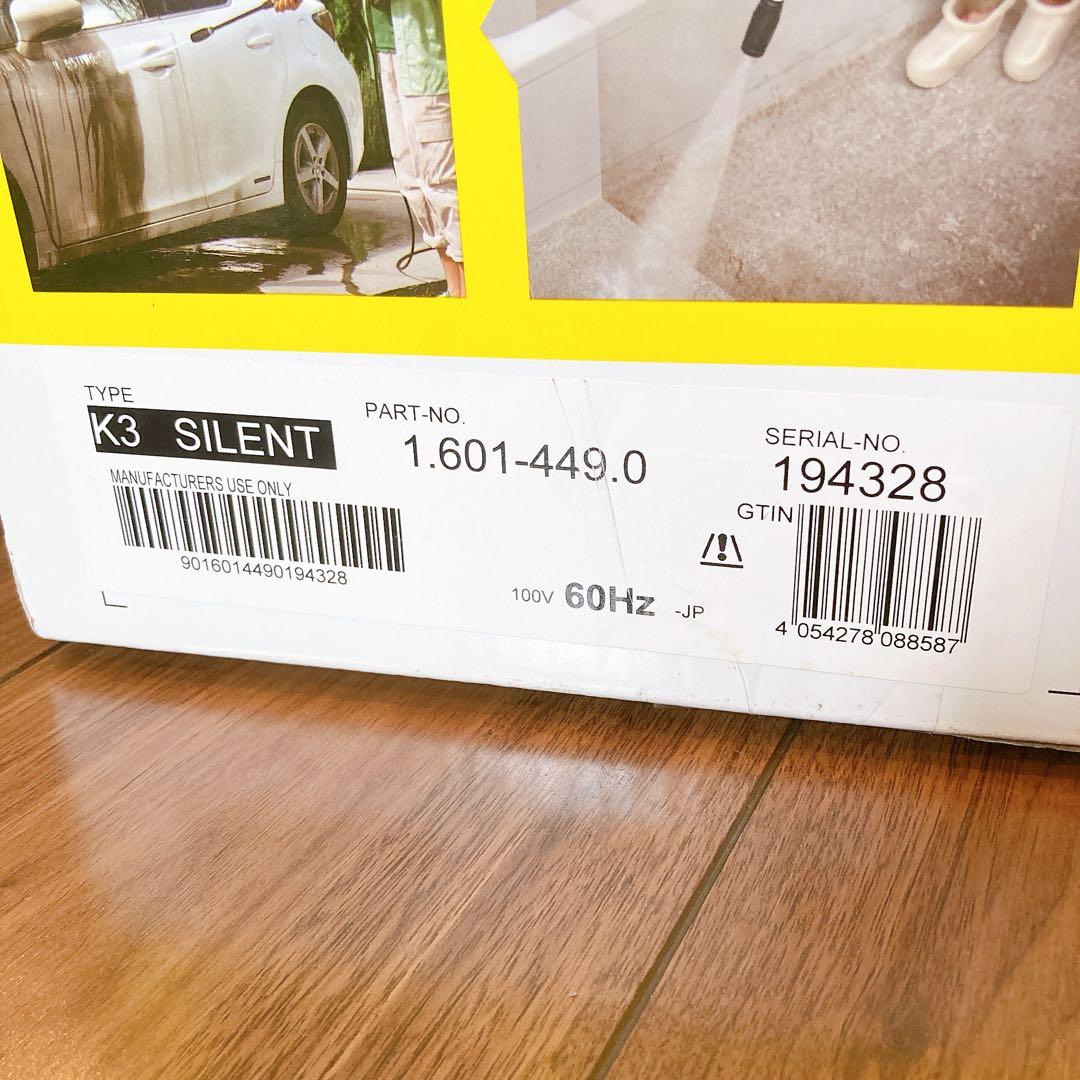 TYPE
K3 SILENT
MANUFACTURERS USE ONLY
9016014490194328
PART-NO.
1.601-449.0
100V 60Hz -JP
SERIAL-NO.
194328
GTIN
4 054278 088587